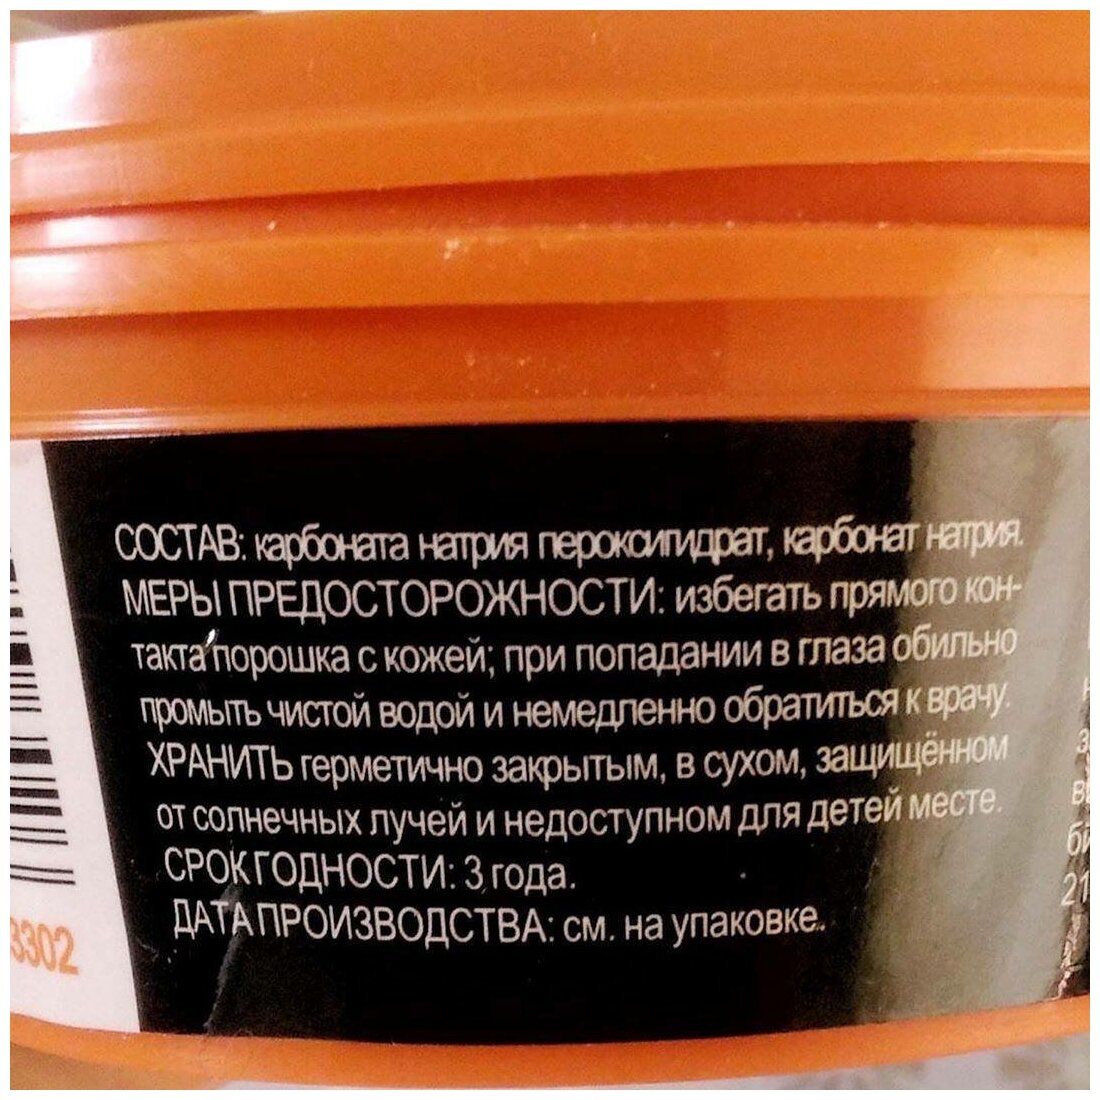 СОСТАВ: карбоната натрия пероксигидрат, карбонат натрия.
МЕРЫ ПРЕДОСТОРОЖНОСТИ: избегать прямого кон-
такта порошка с кожей; при попадании в глаза обильно
промыть чистой водой и немедленно обратиться к врачу.
ХРАНИТЬ герметично закрытым, в сухом, защищённом
от солнечных лучей и недоступном для детей месте.
СРОК ГОДНОСТИ: 3 года.
ДАТА ПРОИЗВОДСТВА: см. на упаковке.
3302
21